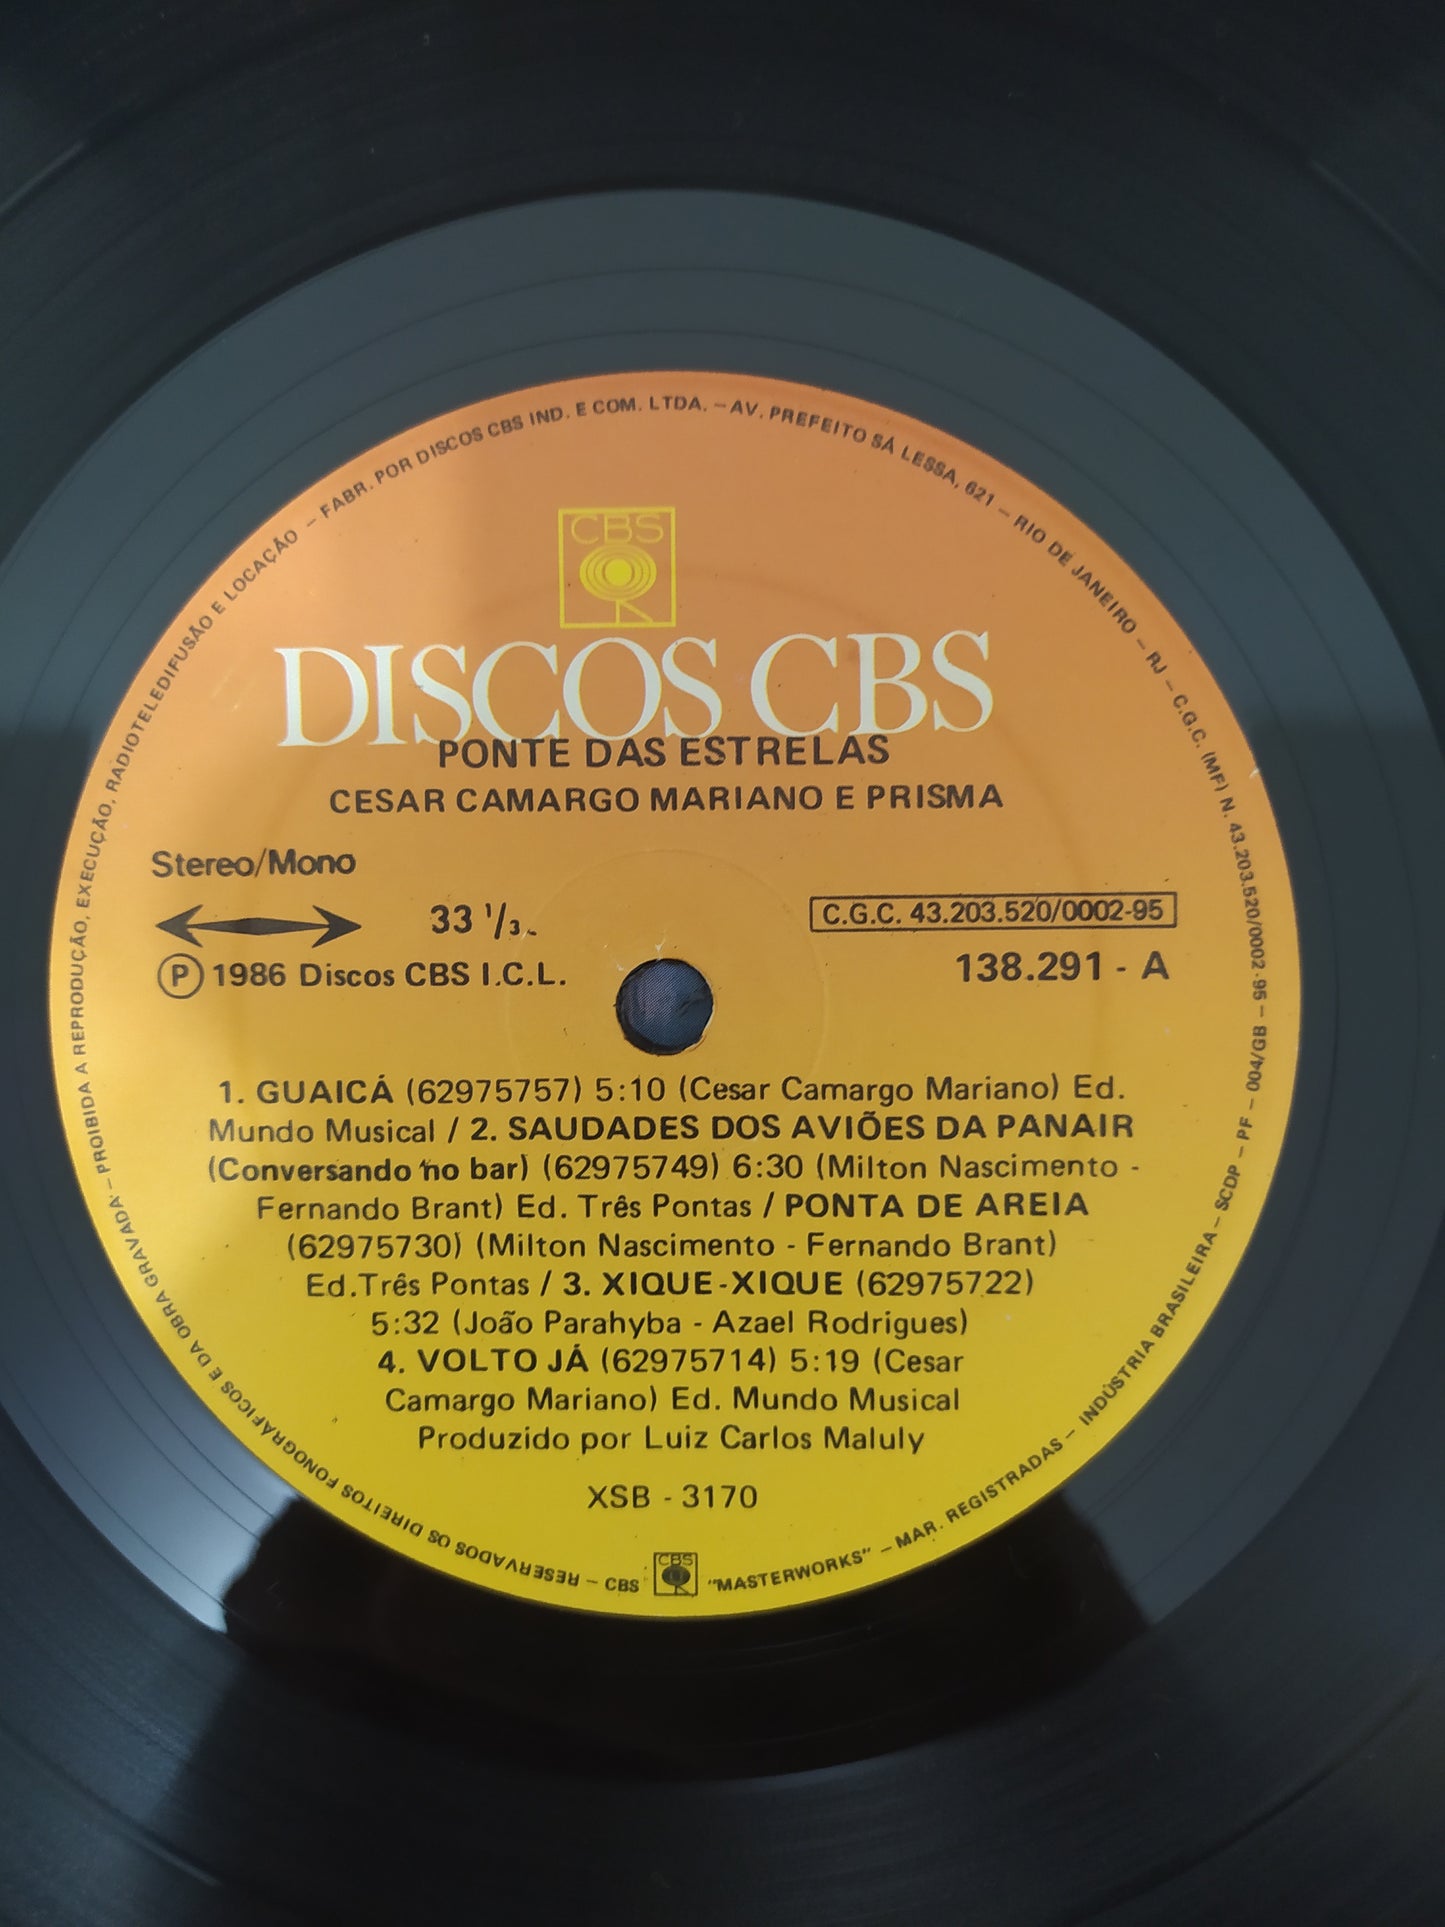 PROIBIDA A REPRODUÇÃO, EXECUÇÃO, RADIOTELEDIFUSÃO E LOCAÇÃO – FABR. POR DISCOS CBS IND. E COM. LTDA. – AV. PREFEITO SÁ LESSA, 621 – RIO DE JANEIRO – RJ – C.G.C. (MF) N. 43.203.520/0002-95 – BD/004 – PF – SCDP – INDÚSTRIA BRASILEIRA – MAR. REGISTRADAS – "MASTERWORKS" CBS CBS – RESERVADOS OS DIREITOS FONOGRÁFICOS E DA OBRA GRAVADA –
CBS
DISCOS CBS
PONTE DAS ESTRELAS
CESAR CAMARGO MARIANO E PRISMA
Stereo/Mono
33 1/3
C.G.C. 43.203.520/0002-95
Ⓟ 1986 Discos CBS I.C.L.
138.291 - A
1. GUAICÁ (62975757) 5:10 (Cesar Camargo Mariano) Ed.
Mundo Musical / 2. SAUDADES DOS AVIÕES DA PANAIR
(Conversando no bar) (62975749) 6:30 (Milton Nascimento -
Fernando Brant) Ed. Três Pontas / PONTA DE AREIA
(62975730) (Milton Nascimento - Fernando Brant)
Ed.Três Pontas / 3. XIQUE-XIQUE (62975722)
5:32 (João Parahyba - Azael Rodrigues)
4. VOLTO JÁ (62975714) 5:19 (Cesar
Camargo Mariano) Ed. Mundo Musical
Produzido por Luiz Carlos Maluly
XSB - 3170